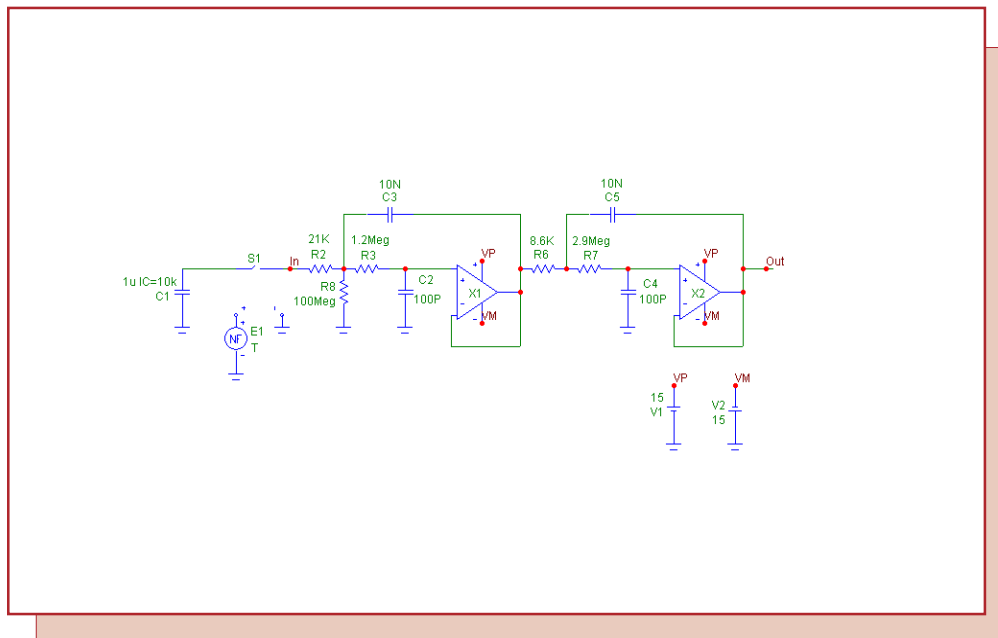 10N
C3
10N
C5
21K
R2
1.2Meg
R3
8.6K
R6
2.9Meg
R7
S1
In
VP
VP
Out
1u IC=10k
C1
R8
100Meg
C2
100P
X1
C4
100P
X2
VM
VM
E1
NF
T
VP
VM
15
V1
V2
15